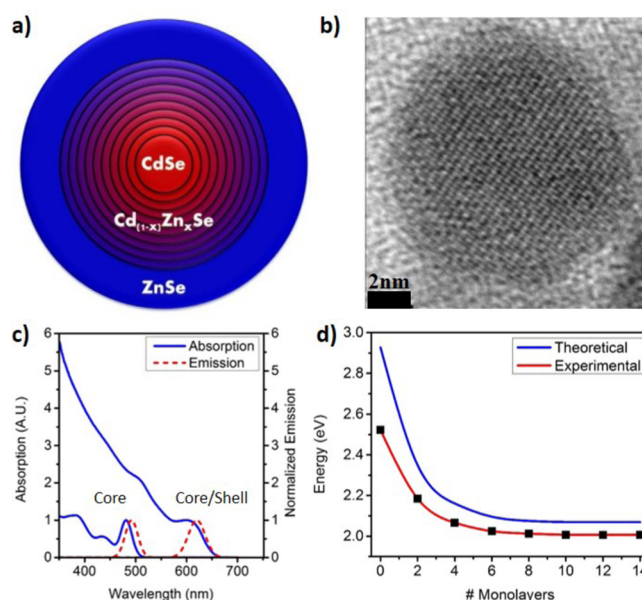 a)
CdSe
Cd(1-x)ZnxSe
ZnSe
b)
2nm
c)
Absorption
Emission
Core
Core/Shell
Absorption (A.U.)
6
5
4
3
2
1
0
Normalized Emission
6
5
4
3
2
1
0
400 500 600 700
Wavelength (nm)
d)
Theoretical
Experimental
Energy (eV)
3.0
2.8
2.6
2.4
2.2
2.0
0 2 4 6 8 10 12 14
# Monolayers